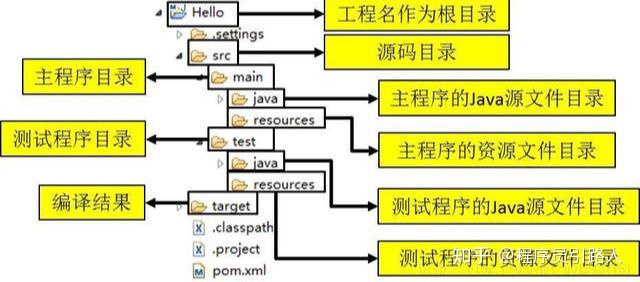 Hello
工程名作为根目录
.settings
src
源码目录
主程序目录
main
java
主程序的Java源文件目录
resources
主程序的资源文件目录
测试程序目录
test
java
测试程序的Java源文件目录
resources
测试程序的资源文件目录
编译结果
target
.classpath
.project
pom.xml
知乎 @程序员引路人